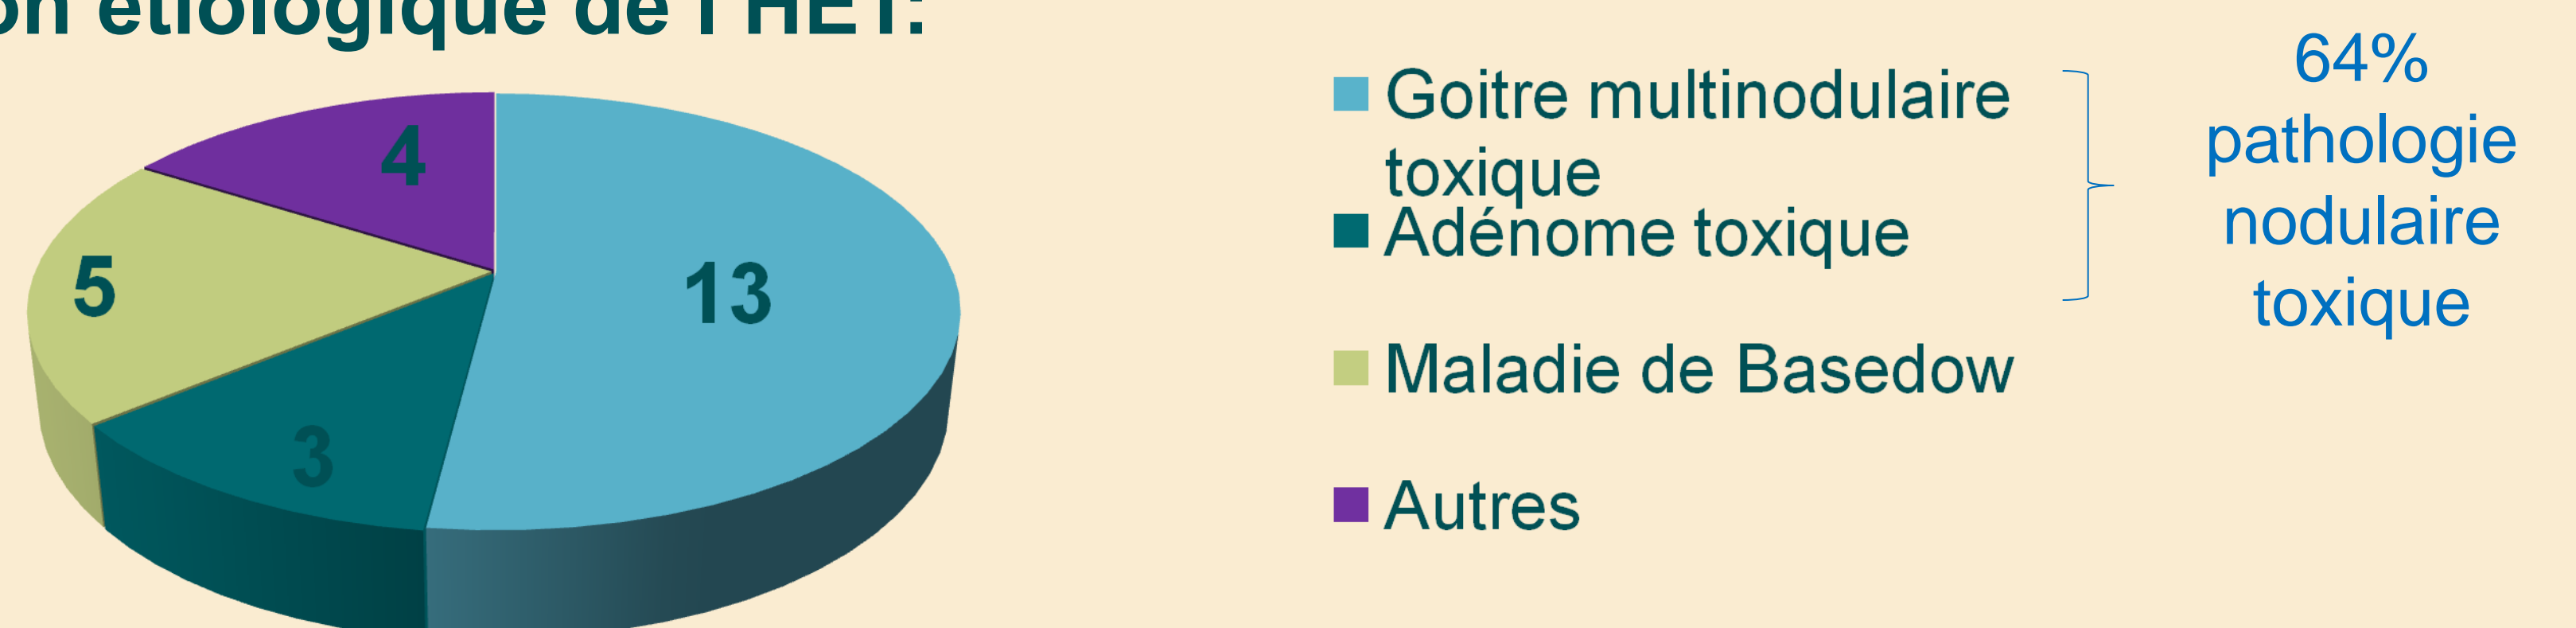 on étiologique de l'HET:
4
5
13
3
Goitre multinodulaire
toxique
Adénome toxique
Maladie de Basedow
Autres
64%
pathologie
nodulaire
toxique